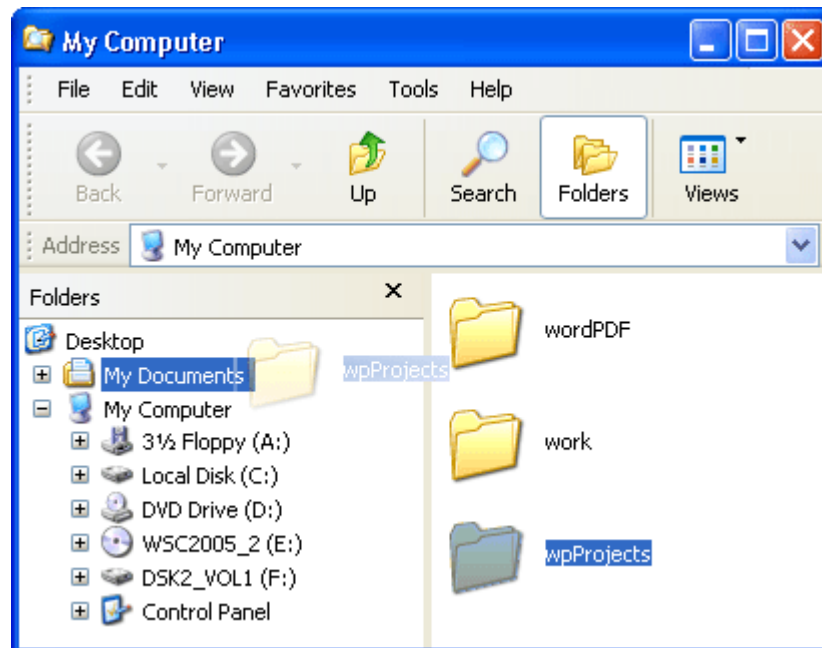 My Computer
File Edit View Favorites Tools Help
Back Forward Up Search Folders Views
Address My Computer
Folders
Desktop
My Documents
wpProjects
My Computer
3½ Floppy (A:)
Local Disk (C:)
DVD Drive (D:)
WSC2005_2 (E:)
DSK2_VOL1 (F:)
Control Panel
wordPDF
work
wpProjects